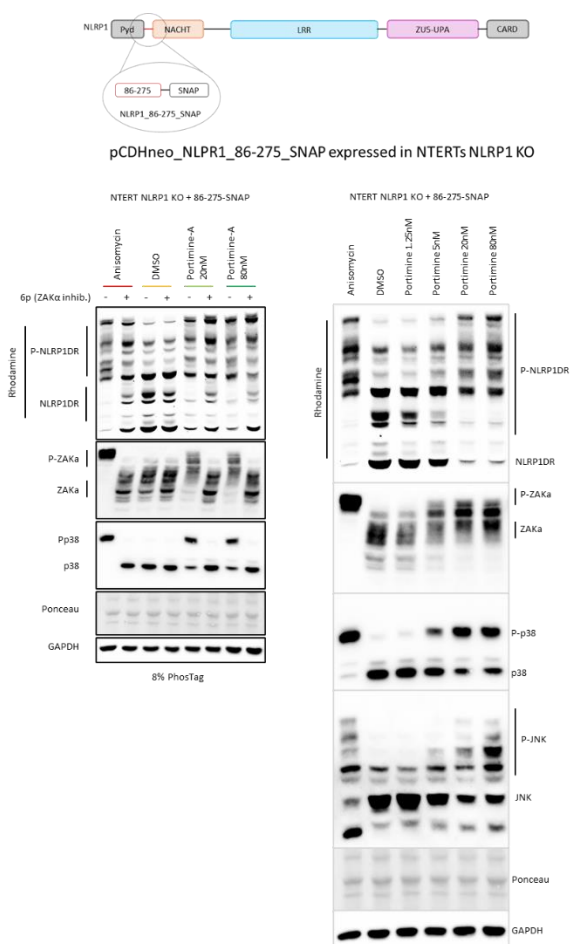 NLRP1
Pyd
NACHT
LRR
ZU5-UPA
CARD
86-275
SNAP
NLRP1_86-275_SNAP
pCDHneo_NLPR1_86-275_SNAP expressed in NTERTs NLRP1 KO
NTERT NLRP1 KO + 86-275-SNAP
Anisomycin
DMSO
Portimine-A
20nM
Portimine-A
80nM
6p (ZAKα inhib.)
- + - + - + - +
Rhodamine
P-NLRP1DR
NLRP1DR
P-ZAKa
ZAKa
Pp38
p38
Ponceau
GAPDH
8% PhosTag
NTERT NLRP1 KO + 86-275-SNAP
Anisomycin
DMSO
Portimine 1.25nM
Portimine 5nM
Portimine 20nM
Portimine 80nM
Rhodamine
P-NLRP1DR
NLRP1DR
P-ZAKa
ZAKa
P-p38
p38
P-JNK
JNK
Ponceau
GAPDH